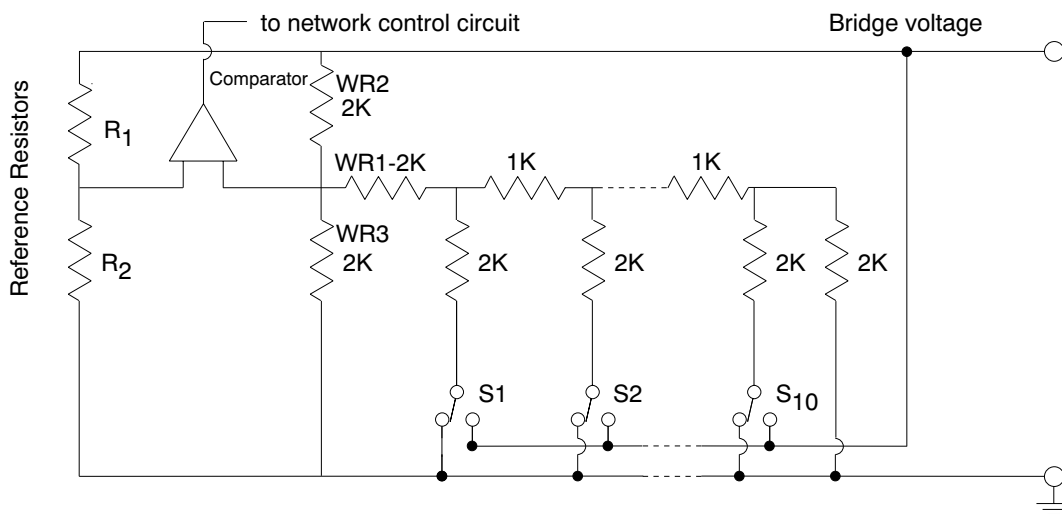 to network control circuit
Bridge voltage
Comparator
WR2
2K
Reference Resistors
R1
WR1-2K
1K
1K
R2
WR3
2K
2K
2K
2K
2K
S1
S2
S10